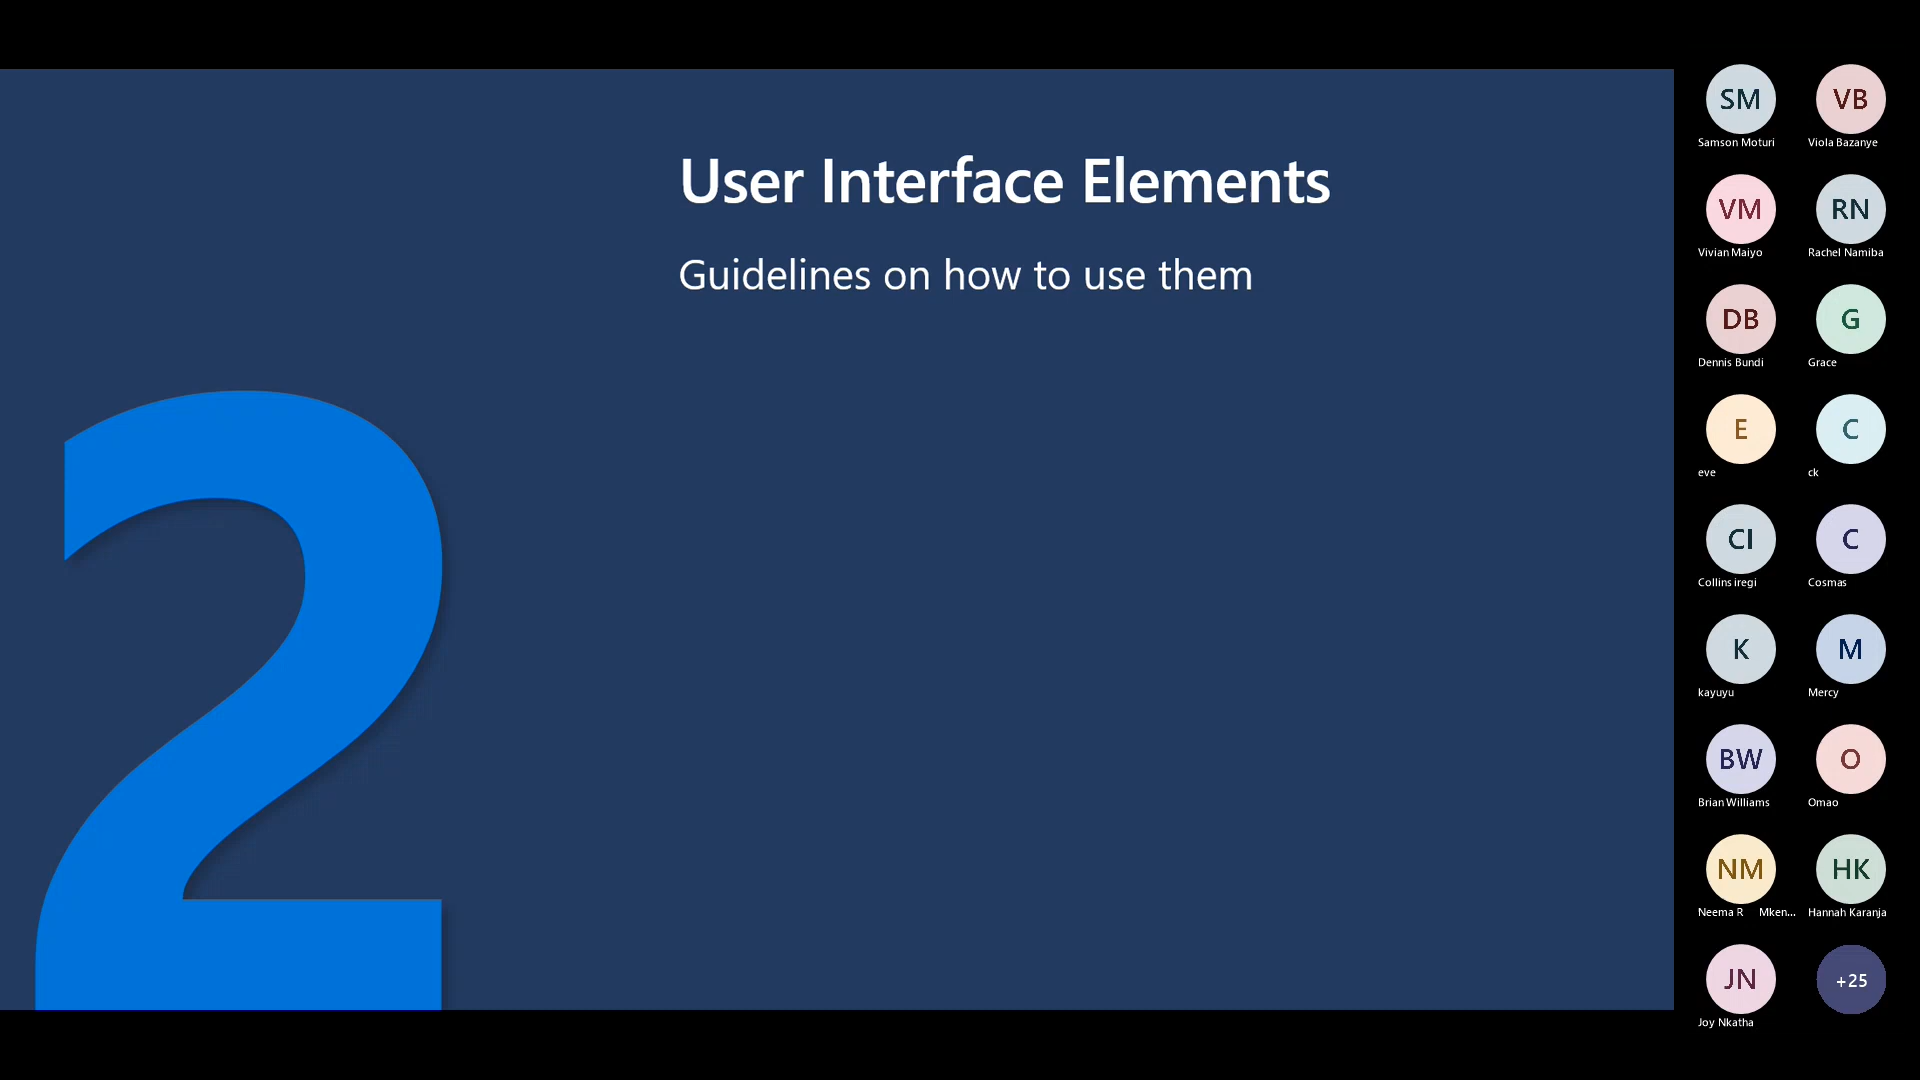 User Interface Elements
Guidelines on how to use them
2
SM
Samson Moturi
VB
Viola Bazanye
VM
Vivian Maiyo
RN
Rachel Namiba
DB
Dennis Bundi
G
Grace
E
eve
C
ck
CI
Collins iregi
C
Cosmas
K
kayuyu
M
Mercy
BW
Brian Williams
O
Omao
NM
Neema R Mken...
HK
Hannah Karanja
JN
Joy Nkatha
+25